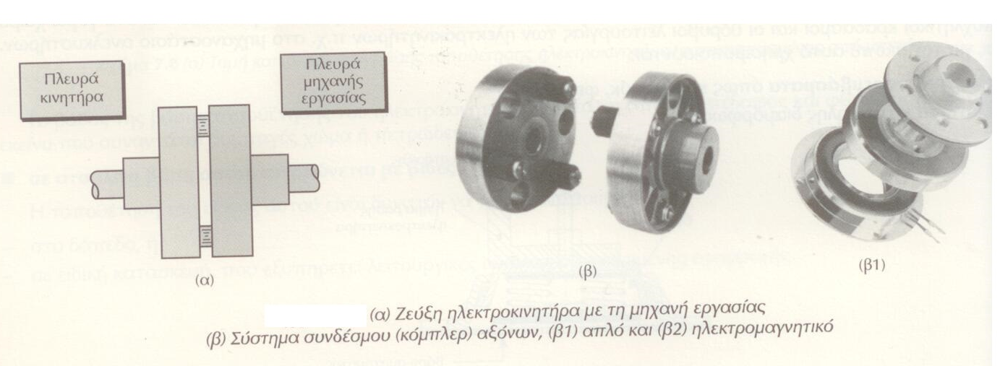 Πλευρά
κινητήρα
Πλευρά
μηχανής
εργασίας
(α)
(β)
(β1)
(α) Ζεύξη ηλεκτροκινητήρα με τη μηχανή εργασίας
(β) Σύστημα συνδέσμου (κόμπλερ) αξόνων, (β1) απλό και (β2) ηλεκτρομαγνητικό